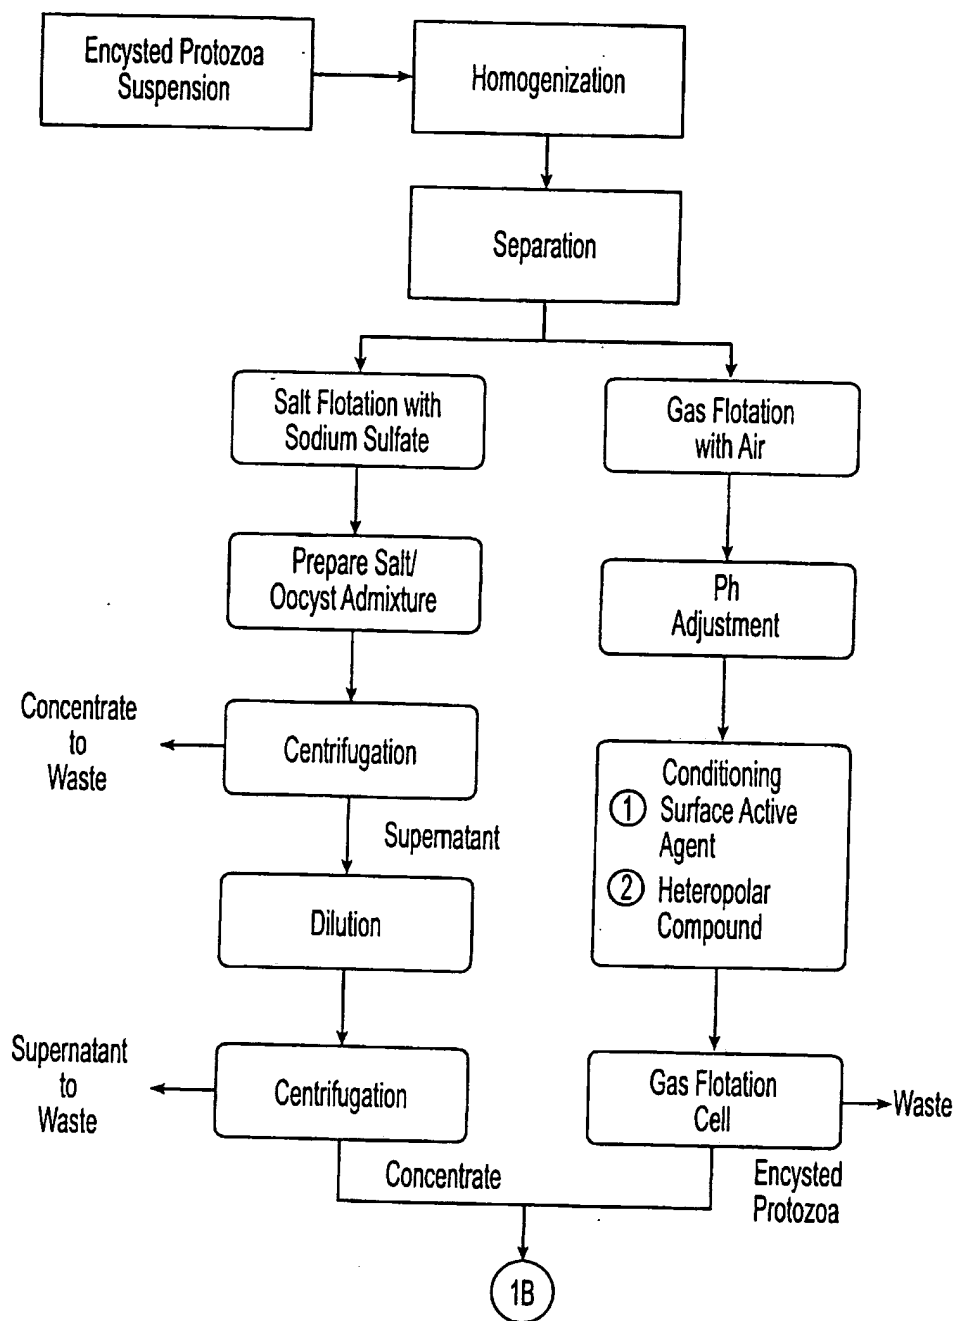 Encysted Protozoa
Suspension
Homogenization
Separation
Salt Flotation with
Sodium Sulfate
Gas Flotation
with Air
Prepare Salt/
Oocyst Admixture
Ph
Adjustment
Concentrate
to
Waste
Centrifugation
Supernatant
Conditioning
1 Surface Active
Agent
2 Heteropolar
Compound
Dilution
Supernatant
to
Waste
Centrifugation
Gas Flotation
Cell
Waste
Concentrate
Encysted
Protozoa
1B